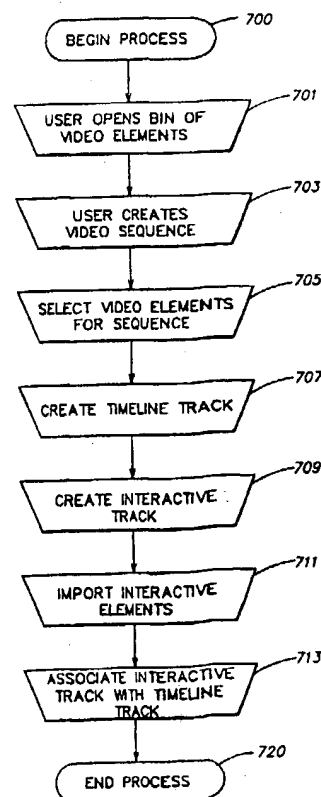 BEGIN PROCESS
700
701
USER OPENS BIN OF
VIDEO ELEMENTS
703
USER CREATES
VIDEO SEQUENCE
705
SELECT VIDEO ELEMENTS
FOR SEQUENCE
707
CREATE TIMELINE TRACK
709
CREATE INTERACTIVE
TRACK
711
IMPORT INTERACTIVE
ELEMENTS
713
ASSOCIATE INTERACTIVE
TRACK WITH TIMELINE
TRACK
720
END PROCESS